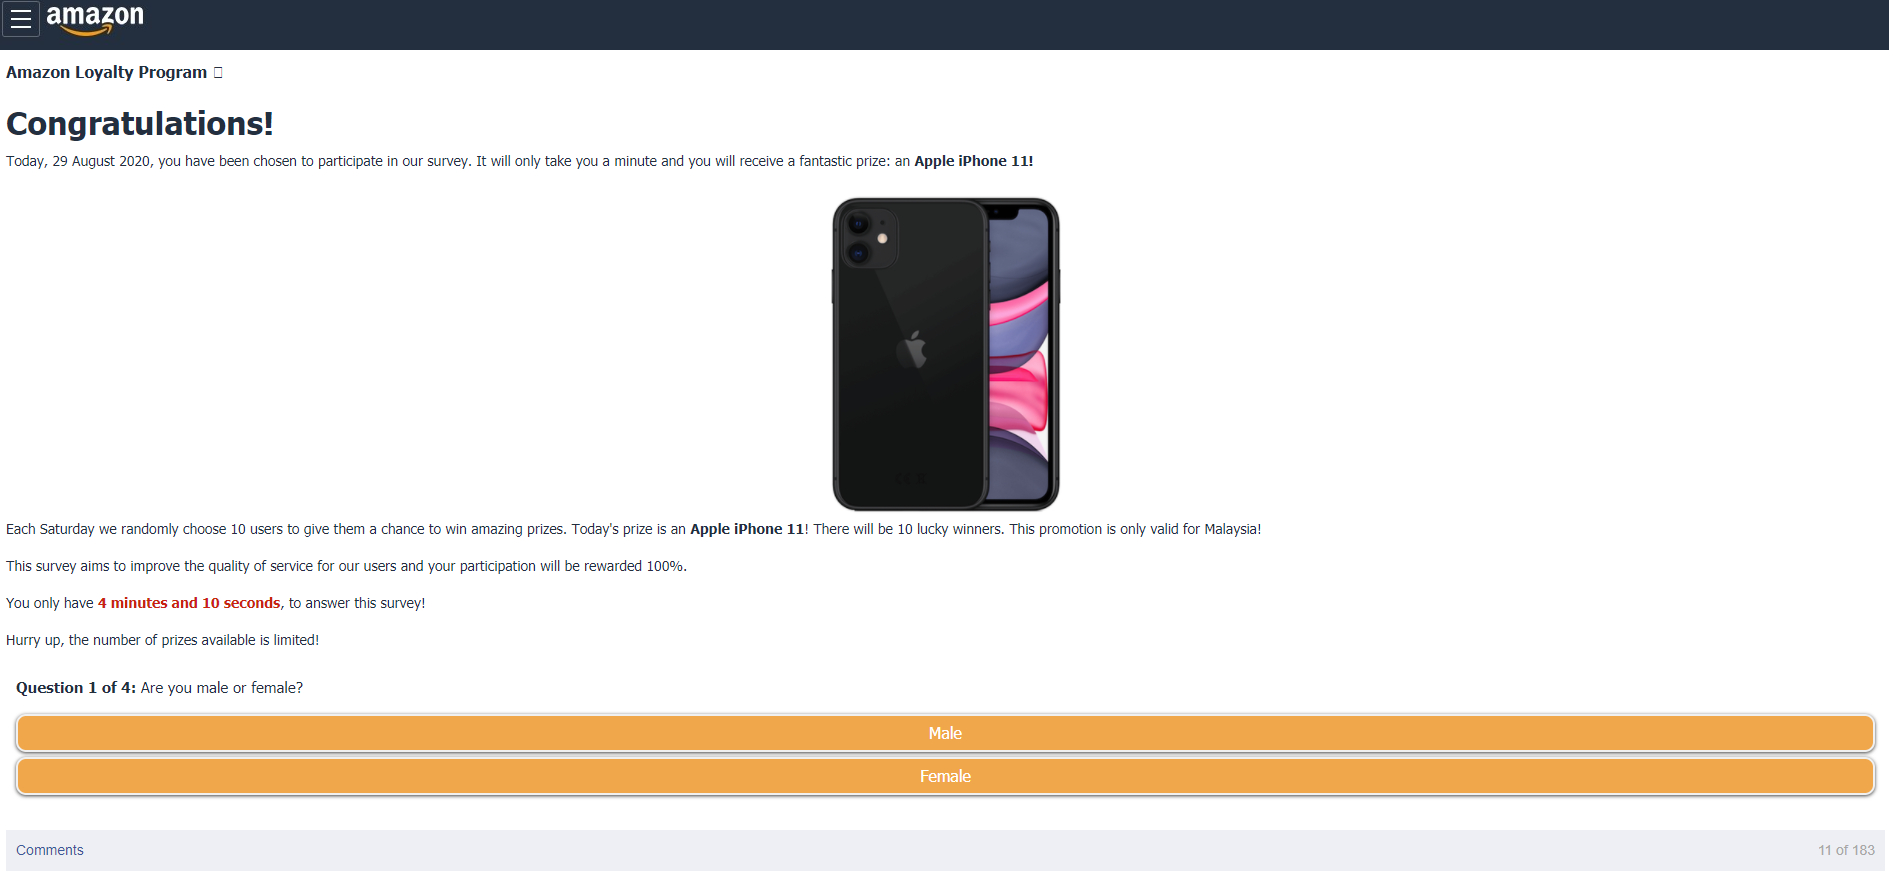 amazon
Amazon Loyalty Program
Congratulations!
Today, 29 August 2020, you have been chosen to participate in our survey. It will only take you a minute and you will receive a fantastic prize: an Apple iPhone 11!
Each Saturday we randomly choose 10 users to give them a chance to win amazing prizes. Today's prize is an Apple iPhone 11! There will be 10 lucky winners. This promotion is only valid for Malaysia!
This survey aims to improve the quality of service for our users and your participation will be rewarded 100%.
You only have 4 minutes and 10 seconds, to answer this survey!
Hurry up, the number of prizes available is limited!
Question 1 of 4: Are you male or female?
Male
Female
Comments 11 of 183